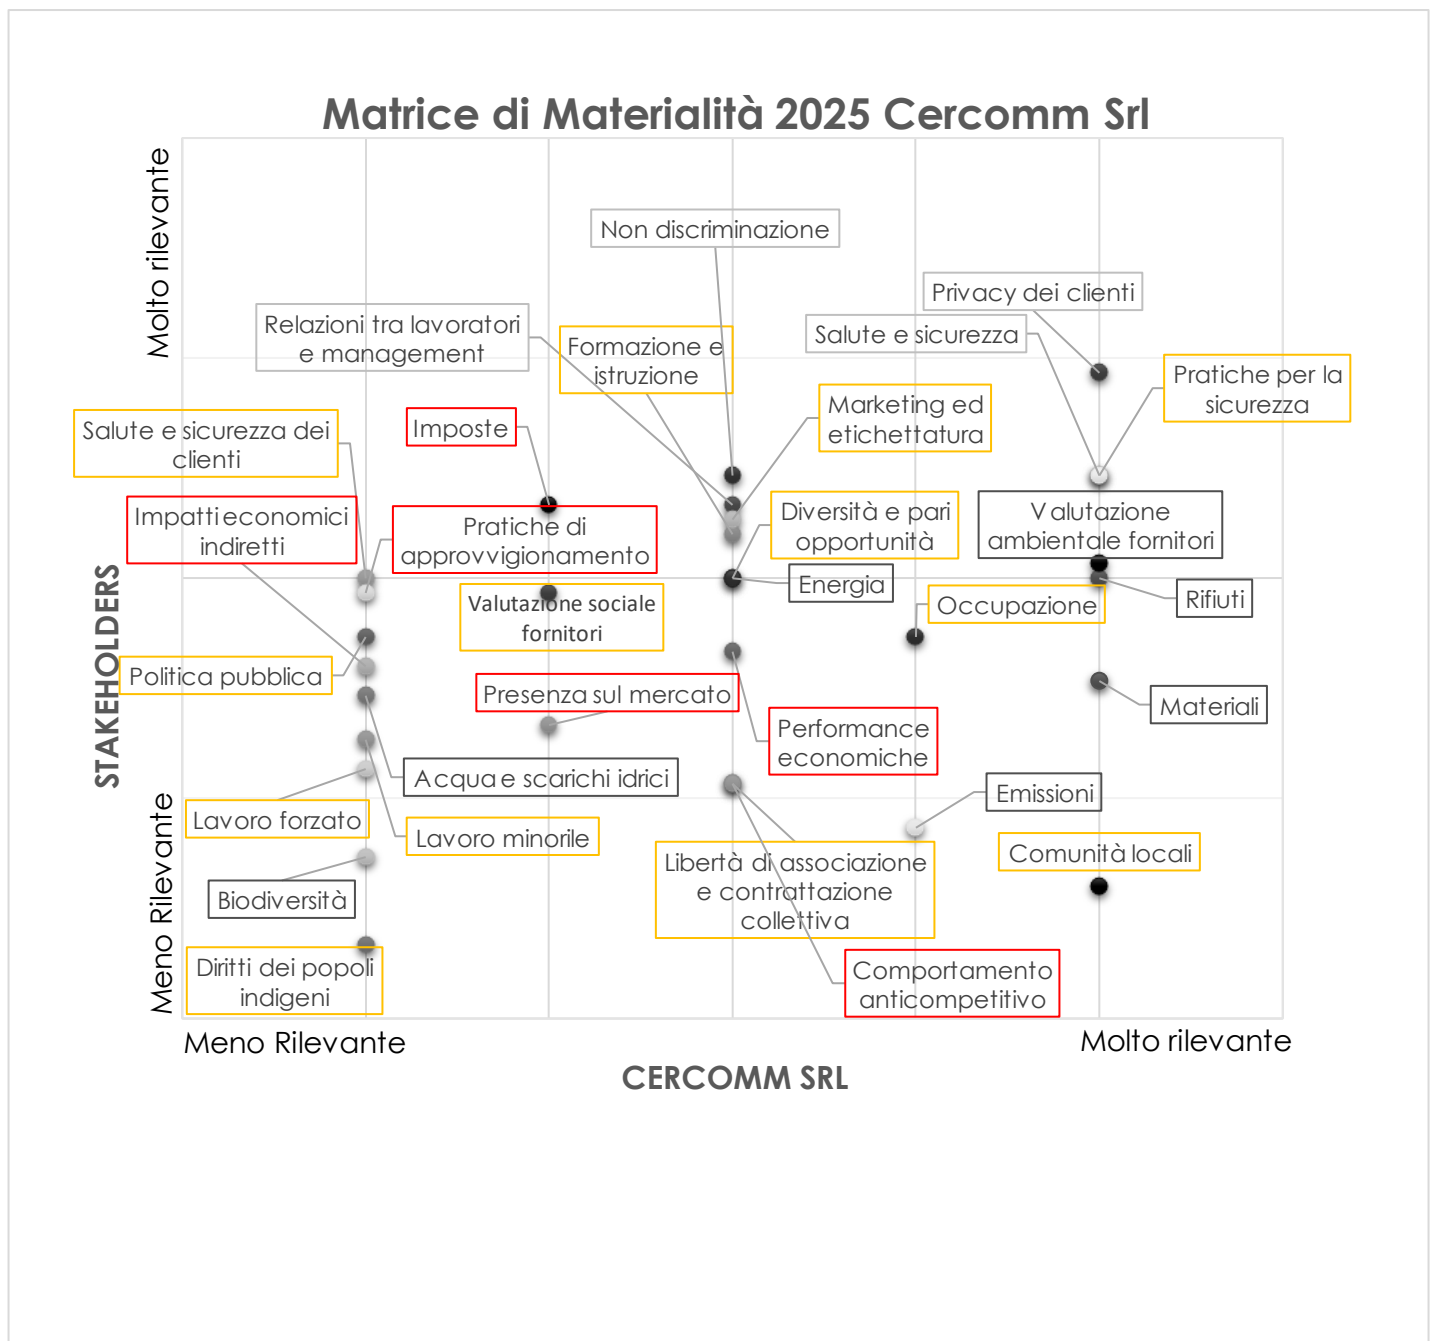 Matrice di Materialità 2025 Cercomm Srl
Molto rilevante
Non discriminazione
Privacy dei clienti
Relazioni tra lavoratori
e management
Salute e sicurezza
Formazione e
istruzione
Pratiche per la
sicurezza
Marketing ed
etichettatura
Salute e sicurezza dei
clienti
Imposte
Impatti economici
indiretti
Pratiche di
approvvigionamento
Diversità e pari
opportunità
Valutazione
ambientale fornitori
Energia
Valutazione sociale
fornitori
Occupazione
Rifiuti
STAKEHOLDERS
Politica pubblica
Presenza sul mercato
Materiali
Performance
economiche
Acqua e scarichi idrici
Emissioni
Lavoro forzato
Lavoro minorile
Comunità locali
Libertà di associazione
e contrattazione
collettiva
Biodiversità
Meno Rilevante
Diritti dei popoli
indigeni
Comportamento
anticompetitivo
Meno Rilevante
Molto rilevante
CERCOMM SRL